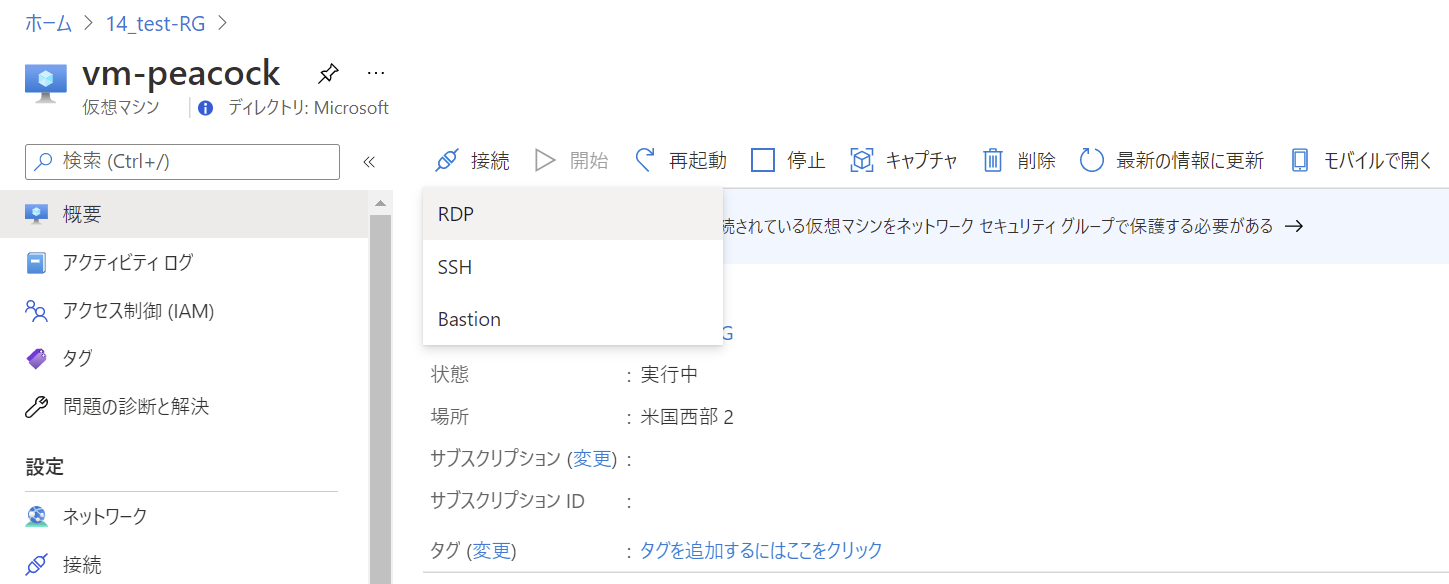 ホーム > 14_test-RG >
vm-peacock ...
仮想マシン ディレクトリ: Microsoft
検索 (Ctrl+/) «
接続 開始 再起動 停止 キャプチャ 削除 最新の情報に更新 モバイルで開く
概要
アクティビティ ログ
アクセス制御 (IAM)
タグ
問題の診断と解決
設定
ネットワーク
接続
RDP
SSH
Bastion
続されている仮想マシンをネットワーク セキュリティ グループで保護する必要がある →
G
状態 : 実行中
場所 : 米国西部 2
サブスクリプション (変更) :
サブスクリプション ID :
タグ (変更) : タグを追加するにはここをクリック